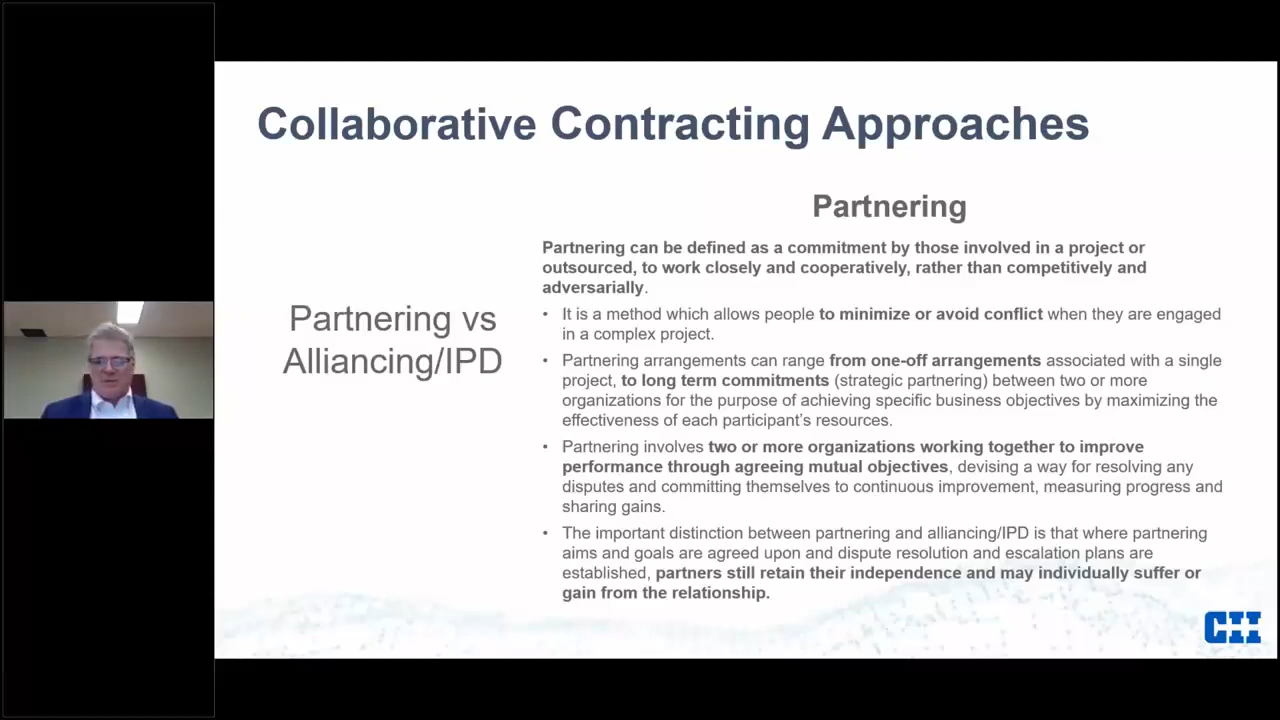 Collaborative Contracting Approaches
Partnering vs
Alliancing/IPD
Partnering
Partnering can be defined as a commitment by those involved in a project or
outsourced, to work closely and cooperatively, rather than competitively and
adversarially.
• It is a method which allows people to minimize or avoid conflict when they are engaged
in a complex project.
• Partnering arrangements can range from one-off arrangements associated with a single
project, to long term commitments (strategic partnering) between two or more
organizations for the purpose of achieving specific business objectives by maximizing the
effectiveness of each participant's resources.
• Partnering involves two or more organizations working together to improve
performance through agreeing mutual objectives, devising a way for resolving any
disputes and committing themselves to continuous improvement, measuring progress and
sharing gains.
• The important distinction between partnering and alliancing/IPD is that where partnering
aims and goals are agreed upon and dispute resolution and escalation plans are
established, partners still retain their independence and may individually suffer or
gain from the relationship.
CII